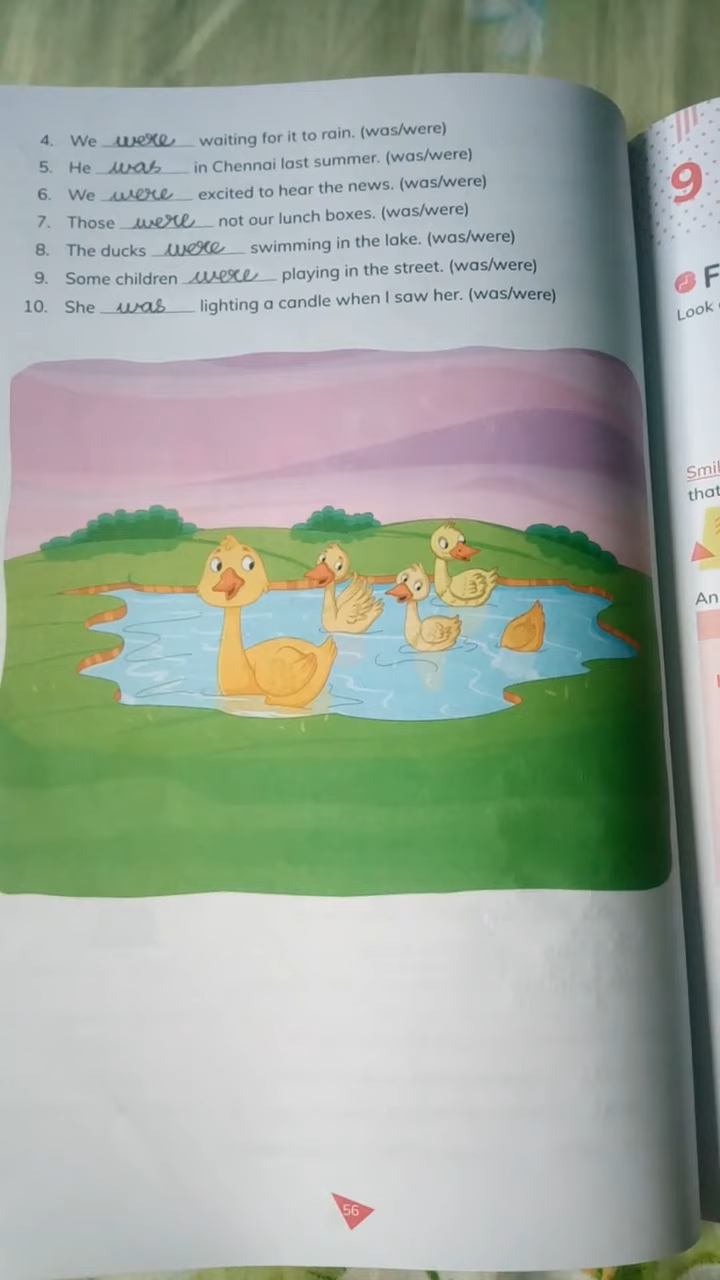 4. We were waiting for it to rain. (was/were)
5. He was in Chennai last summer. (was/were)
6. We were excited to hear the news. (was/were)
7. Those were not our lunch boxes. (was/were)
8. The ducks were swimming in the lake. (was/were)
9. Some children were playing in the street. (was/were)
10. She was lighting a candle when I saw her. (was/were)
56
9
F
Look
Smil
that
An